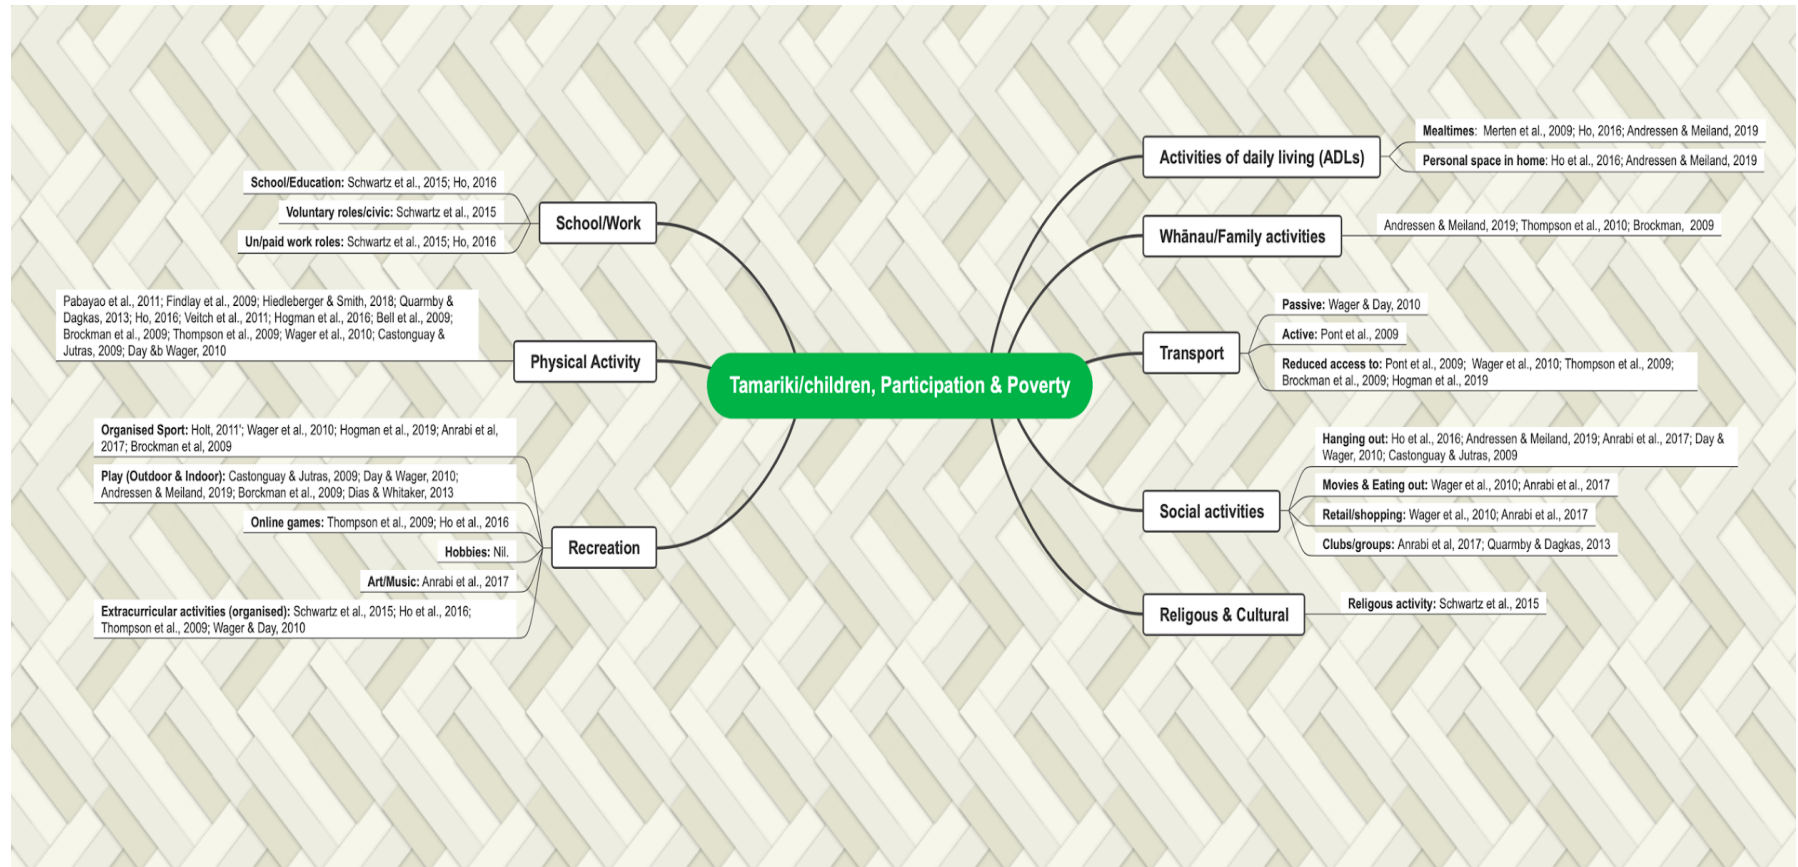 Tamariki/children, Participation & Poverty
School/Work
School/Education: Schwartz et al., 2015; Ho, 2016
Voluntary roles/civic: Schwartz et al., 2015
Un/paid work roles: Schwartz et al., 2015; Ho, 2016
Physical Activity
Pabayao et al., 2011; Findlay et al., 2009; Hiedleberger & Smith, 2018; Quarmby &
Dagkas, 2013; Ho, 2016; Veitch et al., 2011; Hogman et al., 2016; Bell et al., 2009;
Brockman et al., 2009; Thompson et al., 2009; Wager et al., 2010; Castonguay &
Jutras, 2009; Day &b Wager, 2010
Recreation
Organised Sport: Holt, 2011'; Wager et al., 2010; Hogman et al., 2019; Anrabi et al,
2017; Brockman et al, 2009
Play (Outdoor & Indoor): Castonguay & Jutras, 2009; Day & Wager, 2010;
Andressen & Meiland, 2019; Borckman et al., 2009; Dias & Whitaker, 2013
Online games: Thompson et al., 2009; Ho et al., 2016
Hobbies: Nil.
Art/Music: Anrabi et al., 2017
Extracurricular activities (organised): Schwartz et al., 2015; Ho et al., 2016;
Thompson et al., 2009; Wager & Day, 2010
Activities of daily living (ADLs)
Mealtimes: Merten et al., 2009; Ho, 2016; Andressen & Meiland, 2019
Personal space in home: Ho et al., 2016; Andressen & Meiland, 2019
Whānau/Family activities
Andressen & Meiland, 2019; Thompson et al., 2010; Brockman, 2009
Transport
Passive: Wager & Day, 2010
Active: Pont et al., 2009
Reduced access to: Pont et al., 2009; Wager et al., 2010; Thompson et al., 2009;
Brockman et al., 2009; Hogman et al., 2019
Social activities
Hanging out: Ho et al., 2016; Andressen & Meiland, 2019; Anrabi et al., 2017; Day &
Wager, 2010; Castonguay & Jutras, 2009
Movies & Eating out: Wager et al., 2010; Anrabi et al., 2017
Retail/shopping: Wager et al., 2010; Anrabi et al., 2017
Clubs/groups: Anrabi et al, 2017; Quarmby & Dagkas, 2013
Religous & Cultural
Religous activity: Schwartz et al., 2015